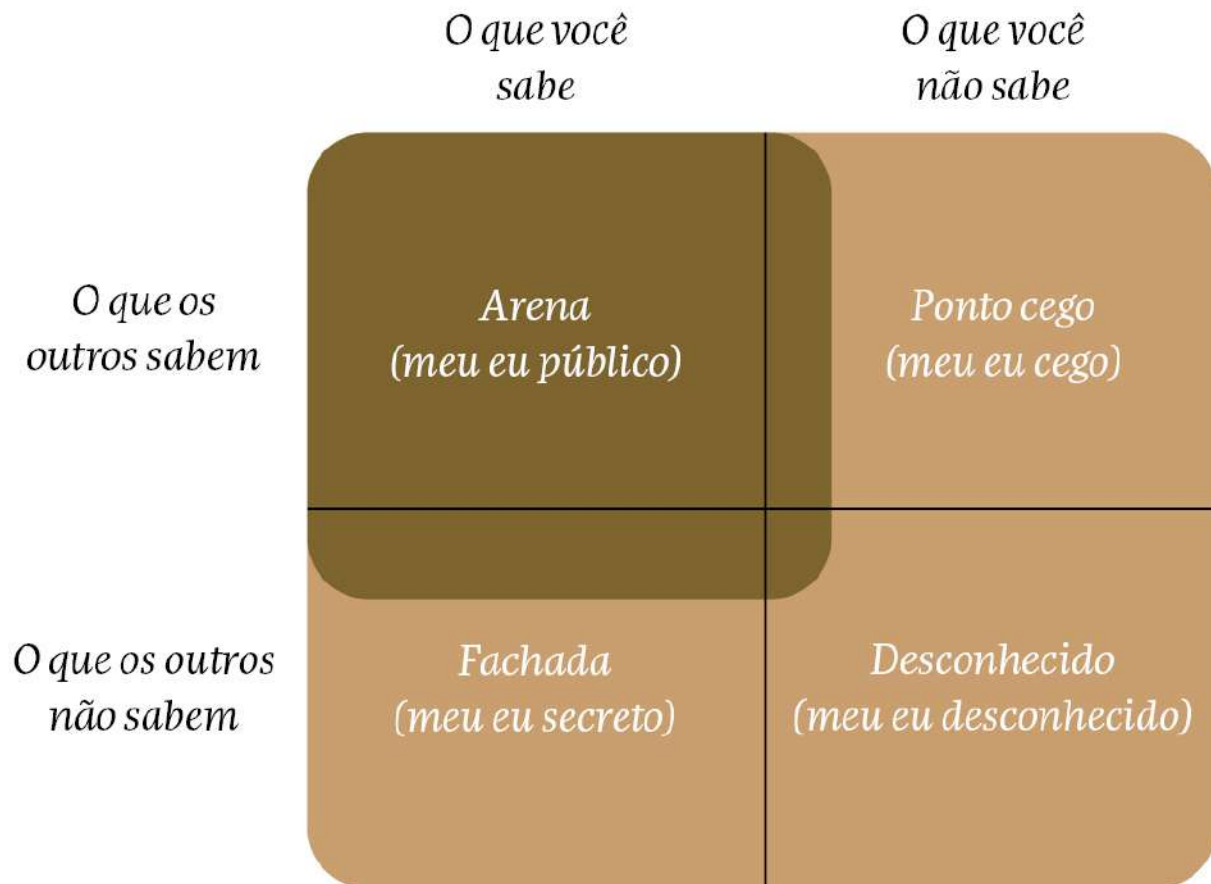 O que você
sabe
O que você
não sabe
O que os
outros sabem
Arena
(meu eu público)
Ponto cego
(meu eu cego)
O que os outros
não sabem
Fachada
(meu eu secreto)
Desconhecido
(meu eu desconhecido)